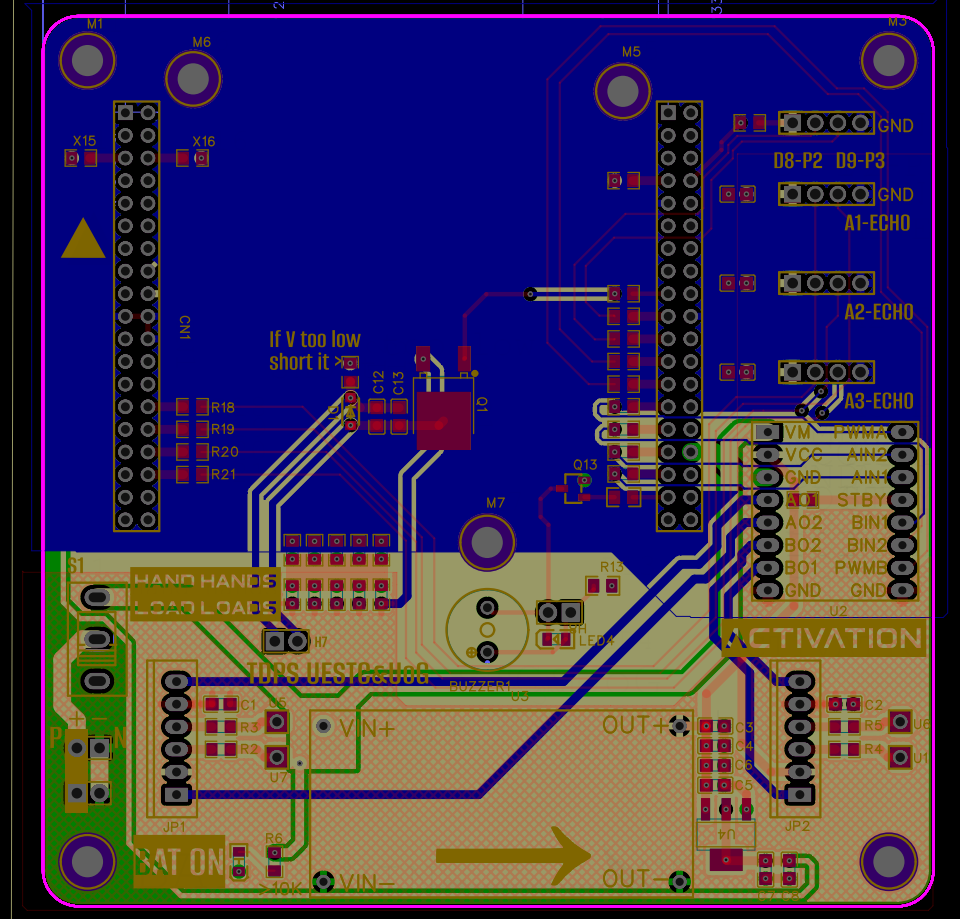 M1
M6
M5
M3
X15
X16
GND
D8-P2 D9-P3
GND
A1-ECHO
A2-ECHO
CN1
If V too low
short it >
C12
C13
Q1
A3-ECHO
R18
R19
R20
R21
Q13
M7
VM PWMA
VCC AIN2
GND AIN1
AO1 STBY
AO2 BIN1
BO2 BIN2
BO1 PWMB
GND GND
U2
S1
HAND HANDS
LOAD LOADS
R13
H7
LED4
ACTIVATION
TDPS UESTC&UoG
BUZZER1
U3
+ -
P N
C1
R3
R2
U7
VIN+
OUT+
C3
C4
C6
C5
C2
R5
R4
U6
U1
JP1
U4
JP2
BAT ON
R6
>10K
VIN-
OUT-